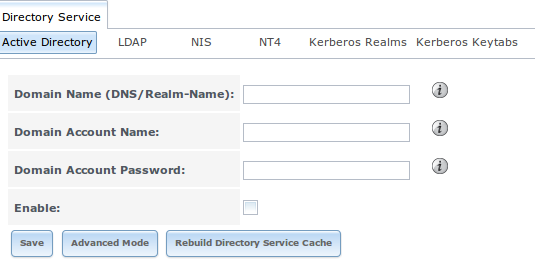 Directory Service
Active Directory LDAP NIS NT4 Kerberos Realms Kerberos Keytabs
Domain Name (DNS/Realm-Name):
Domain Account Name:
Domain Account Password:
Enable:
Save Advanced Mode Rebuild Directory Service Cache